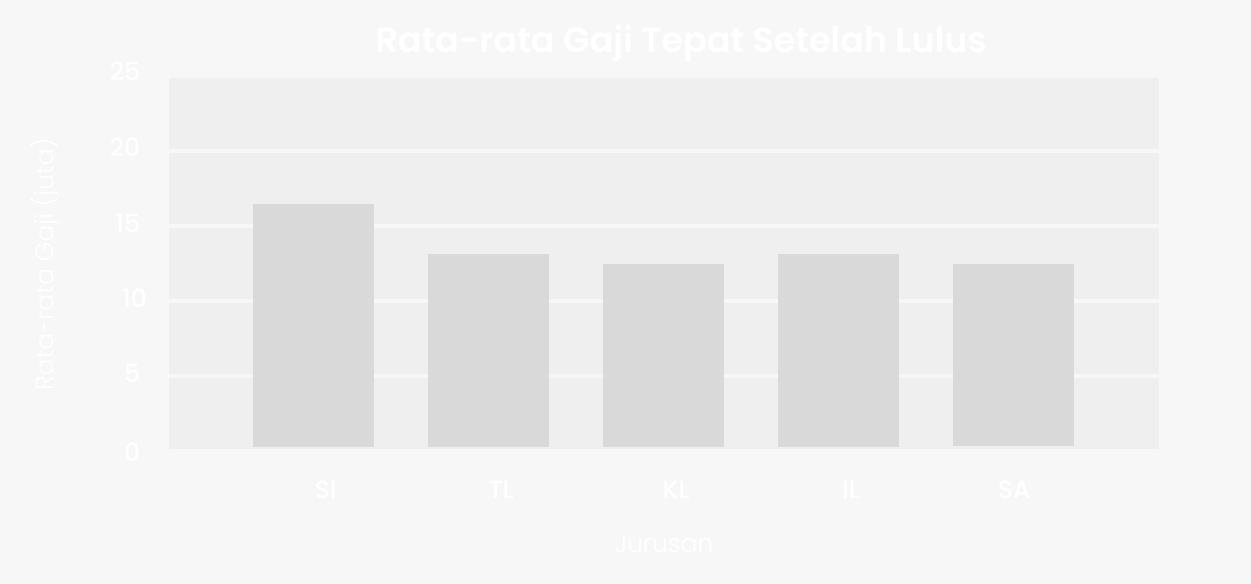 Rata-rata Gaji Tepat Setelah Lulus
25
20
15
10
5
0
Rata-rata Gaji (juta)
SI
TL
KL
IL
SA
Jurusan